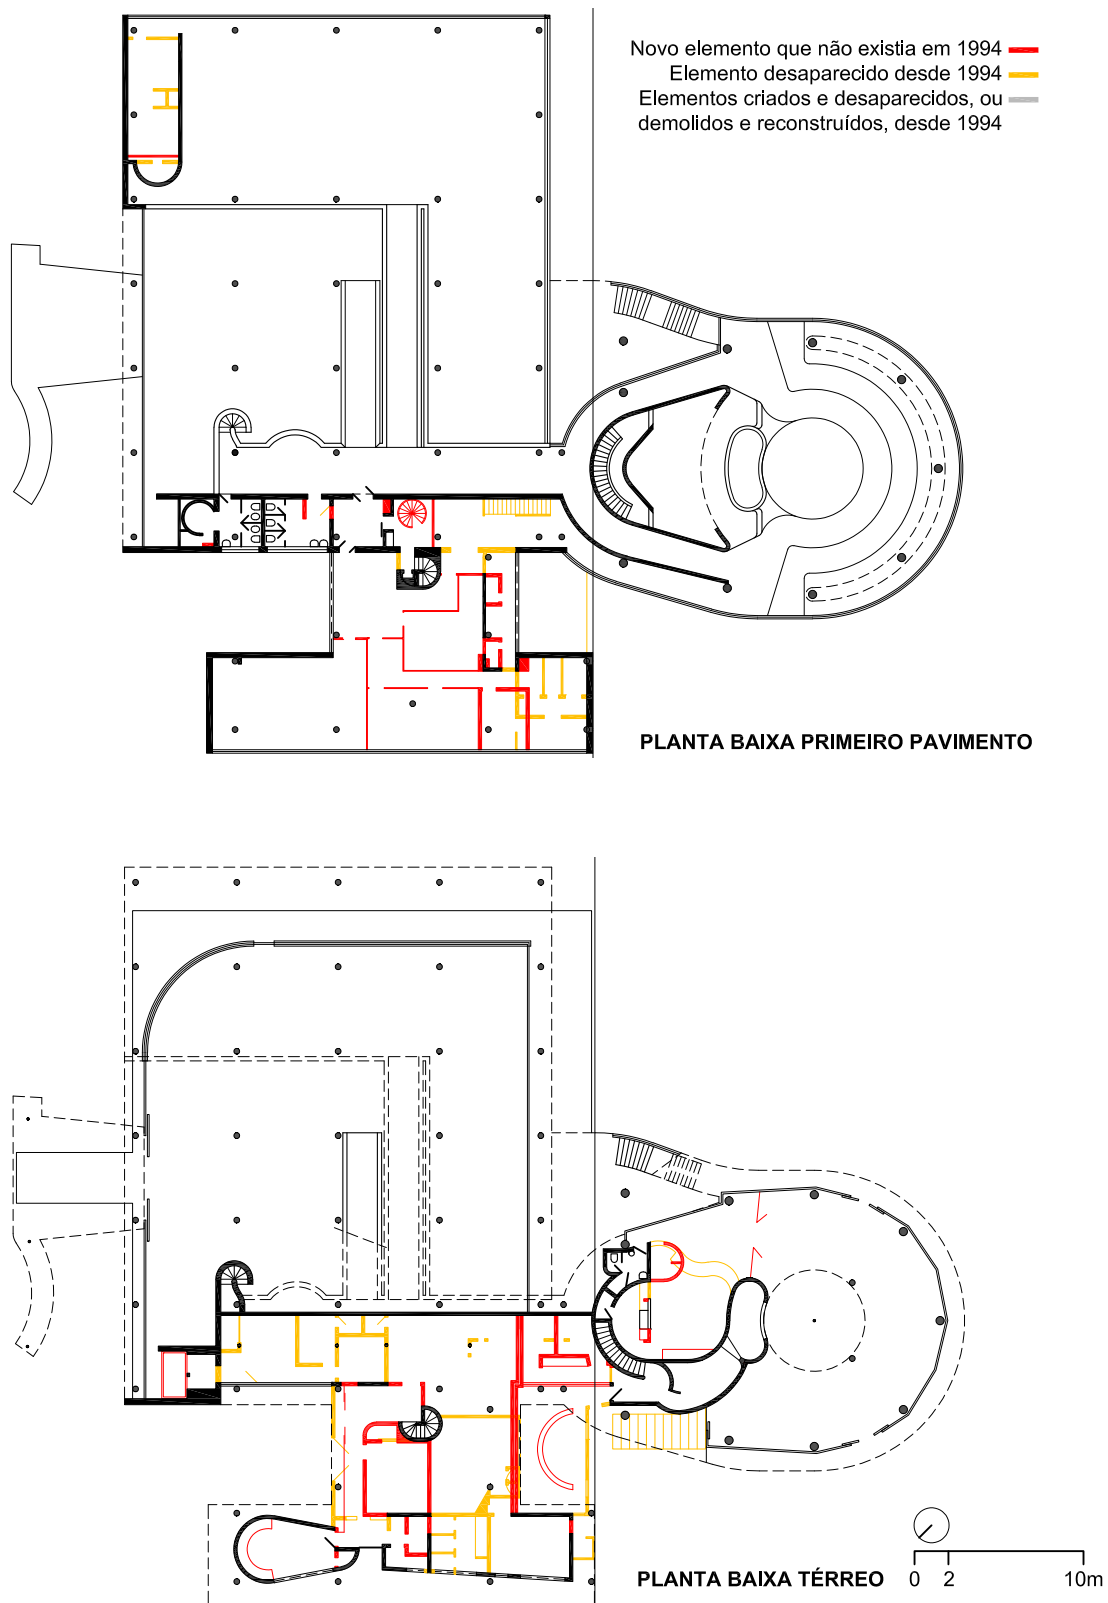 Novo elemento que não existia em 1994
Elemento desaparecido desde 1994
Elementos criados e desaparecidos, ou
demolidos e reconstruídos, desde 1994
PLANTA BAIXA PRIMEIRO PAVIMENTO
PLANTA BAIXA TÉRREO
0 2 10m